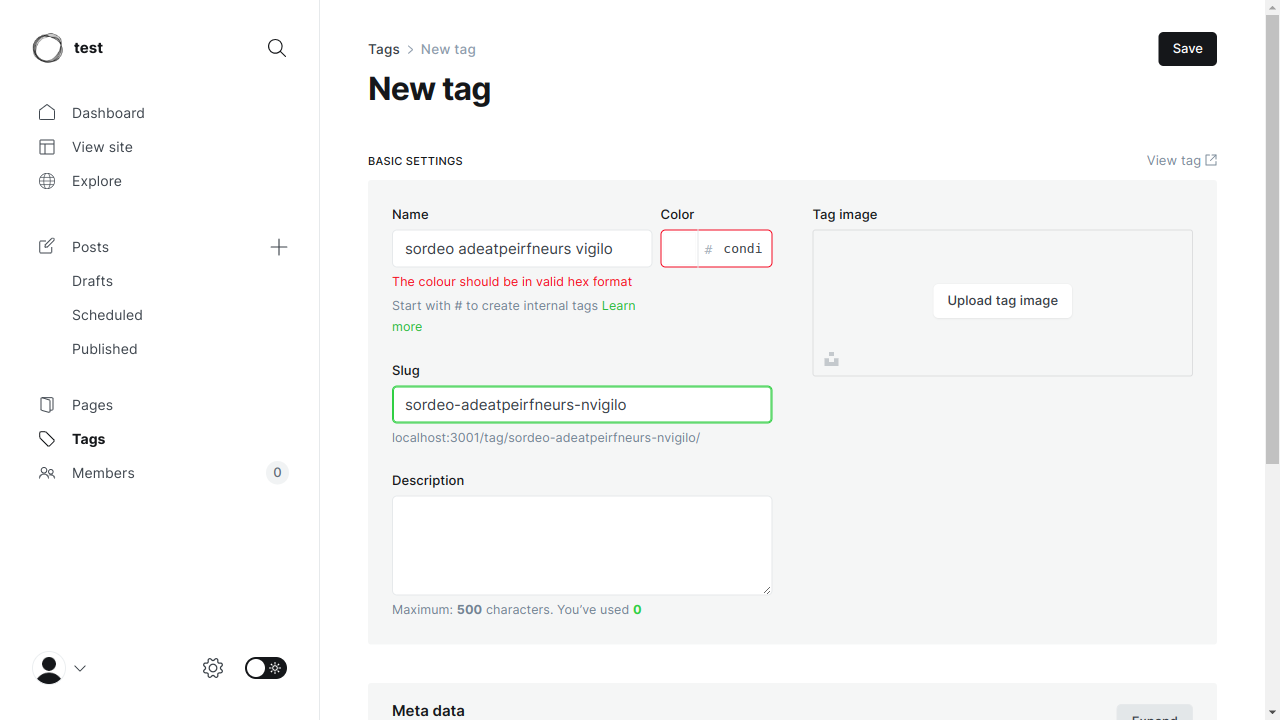 test
Dashboard
View site
Explore
Posts
Drafts
Scheduled
Published
Pages
Tags
Members 0
Tags > New tag
Save
New tag
BASIC SETTINGS
View tag
Name
sordeo adeatpeirfneurs vigilo
Color
# condi
The colour should be in valid hex format
Start with # to create internal tags Learn
more
Slug
sordeo-adeatpeirfneurs-nvigilo
localhost:3001/tag/sordeo-adeatpeirfneurs-nvigilo/
Description
Maximum: 500 characters. You’ve used 0
Tag image
Upload tag image
Meta data
Expand